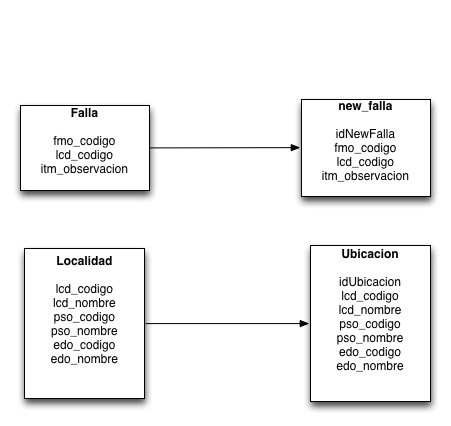 Falla
fmo_codigo
lcd_codigo
itm_observacion
new_falla
idNewFalla
fmo_codigo
lcd_codigo
itm_observacion
Localidad
lcd_codigo
lcd_nombre
pso_codigo
pso_nombre
edo_codigo
edo_nombre
Ubicacion
idUbicacion
lcd_codigo
lcd_nombre
pso_codigo
pso_nombre
edo_codigo
edo_nombre